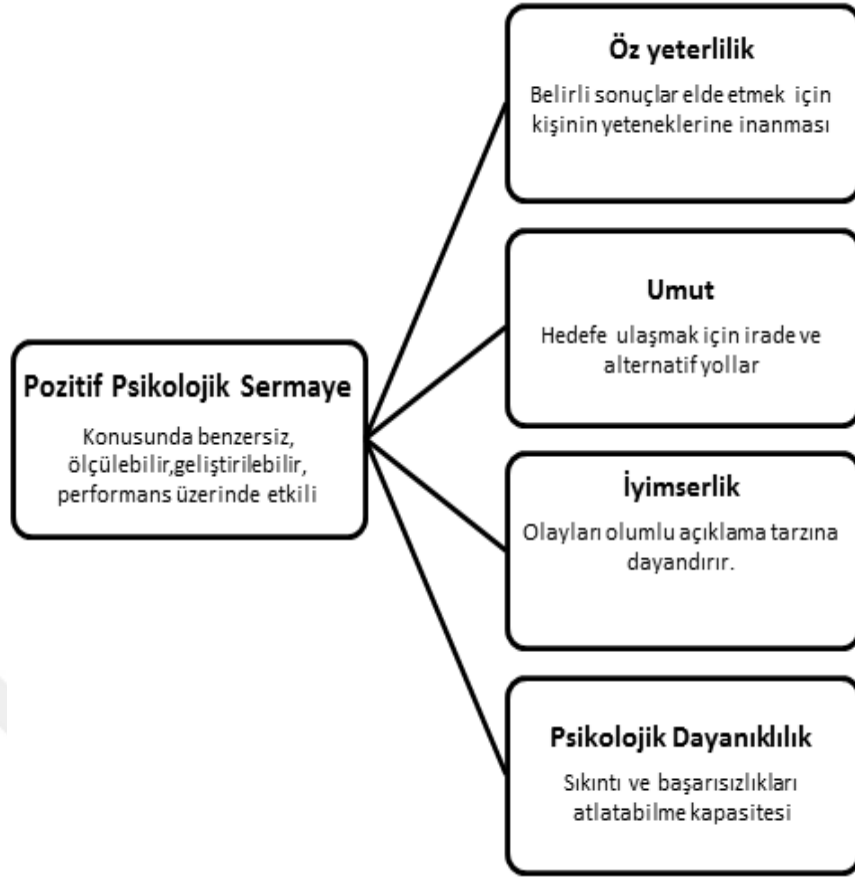 Öz yeterlilik
Belirli sonuçlar elde etmek için
kişinin yeteneklerine inanması
Umut
Hedefe ulaşmak için irade ve
alternatif yollar
Pozitif Psikolojik Sermaye
Konusunda benzersiz,
ölçülebilir,geliştirilebilir,
performans üzerinde etkili
İyimserlik
Olayları olumlu açıklama tarzına
dayandırır.
Psikolojik Dayanıklılık
Sıkıntı ve başarısızlıkları
atlatabilme kapasitesi